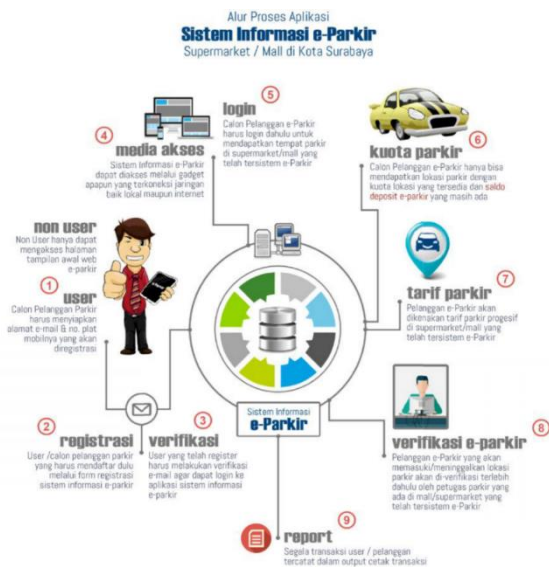 Alur Proses Aplikasi
Sistem Informasi e-Parkir
Supermarket / Mall di Kota Surabaya
5
login
Calon Pelanggan e-Parkir
harus login dahulu untuk
mendapatkan tempat parkir
di supermarket/mall yang
telah tersistem e-Parkir
4
media akses
Sistem Informasi e-Parkir
dapat diakses melalui gadget
apapun yang terkoneksi jaringan
baik lokal maupun internet
6
kuota parkir
Calon Pelanggan e-Parkir hanya bisa
mendapatkan lokasi parkir dengan
kuota lokasi yang tersedia dan saldo
deposit e-parkir yang masih ada
non user
Non User hanya dapat
mengakses halaman
tampilan awal web
e-parkir
1
user
Calon Pelanggan Parkir
harus menyiapkan
alamat e-mail & no. plat
mobilnya yang akan
diregistrasi
7
tarif parkir
Pelanggan e-Parkir akan
dikenakan tarif parkir progesif
di supermarket/mall yang
telah tersistem e-Parkir
2
registrasi
User /calon pelanggan parkir
yang harus mendaftar dulu
melalui form registrasi
sistem informasi e-parkir
3
verifikasi
User yang telah register
harus melakukan verifikasi
e-mail agar dapat login ke
aplikasi sistem informasi
e-parkir
Sistem Informasi
e-Parkir
8
verifikasi e-parkir
Pelanggan e-Parkir yang akan
memasuki/meninggalkan lokasi
parkir akan di-verifikasi terlebih
dahulu oleh petugas parkir yang
ada di mall/supermarket yang
telah tersistem e-Parkir
9
report
Segala transaksi user / pelanggan
tercatat dalam output cetak transaksi